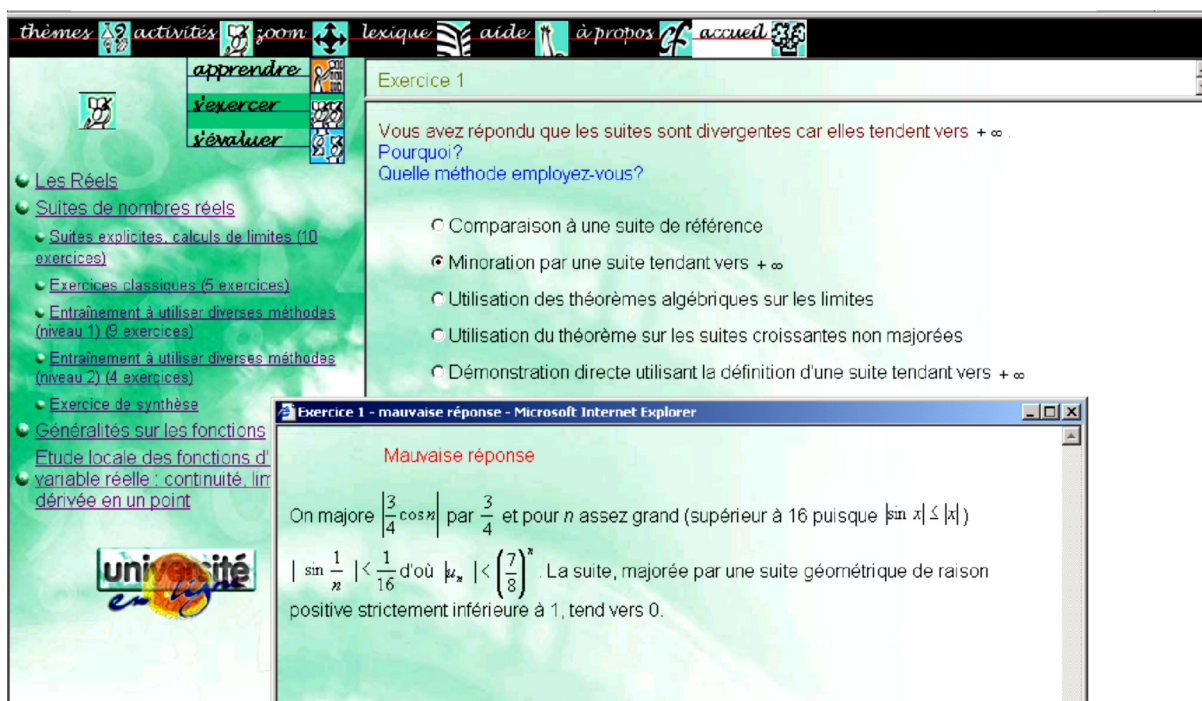 thèmes activités zoom lexique aide à propos accueil
apprendre
s'exercer
s'évaluer
Les Réels
Suites de nombres réels
Suites explicites, calculs de limites (10
exercices)
Exercices classiques (5 exercices)
Entraînement à utiliser diverses méthodes
(niveau 1) (9 exercices)
Entraînement à utiliser diverses méthodes
(niveau 2) (4 exercices)
Exercice de synthèse
Généralités sur les fonctions
Etude locale des fonctions d'
variable réelle : continuité, lim
dérivée en un point
université
en ligne
Exercice 1
Vous avez répondu que les suites sont divergentes car elles tendent vers + ∞ .
Pourquoi?
Quelle méthode employez-vous?
Comparaison à une suite de référence
Minoration par une suite tendant vers + ∞
Utilisation des théorèmes algébriques sur les limites
Utilisation du théorème sur les suites croissantes non majorées
Démonstration directe utilisant la définition d'une suite tendant vers + ∞
Exercice 1 - mauvaise réponse - Microsoft Internet Explorer
Mauvaise réponse
On majore |3/4 cos n| par 3/4 et pour n assez grand (supérieur à 16 puisque |sin x| ≤ |x| )
| sin 1/n | < 1/16 d'où |u_n | < (7/8)^n . La suite, majorée par une suite géométrique de raison
positive strictement inférieure à 1, tend vers 0.